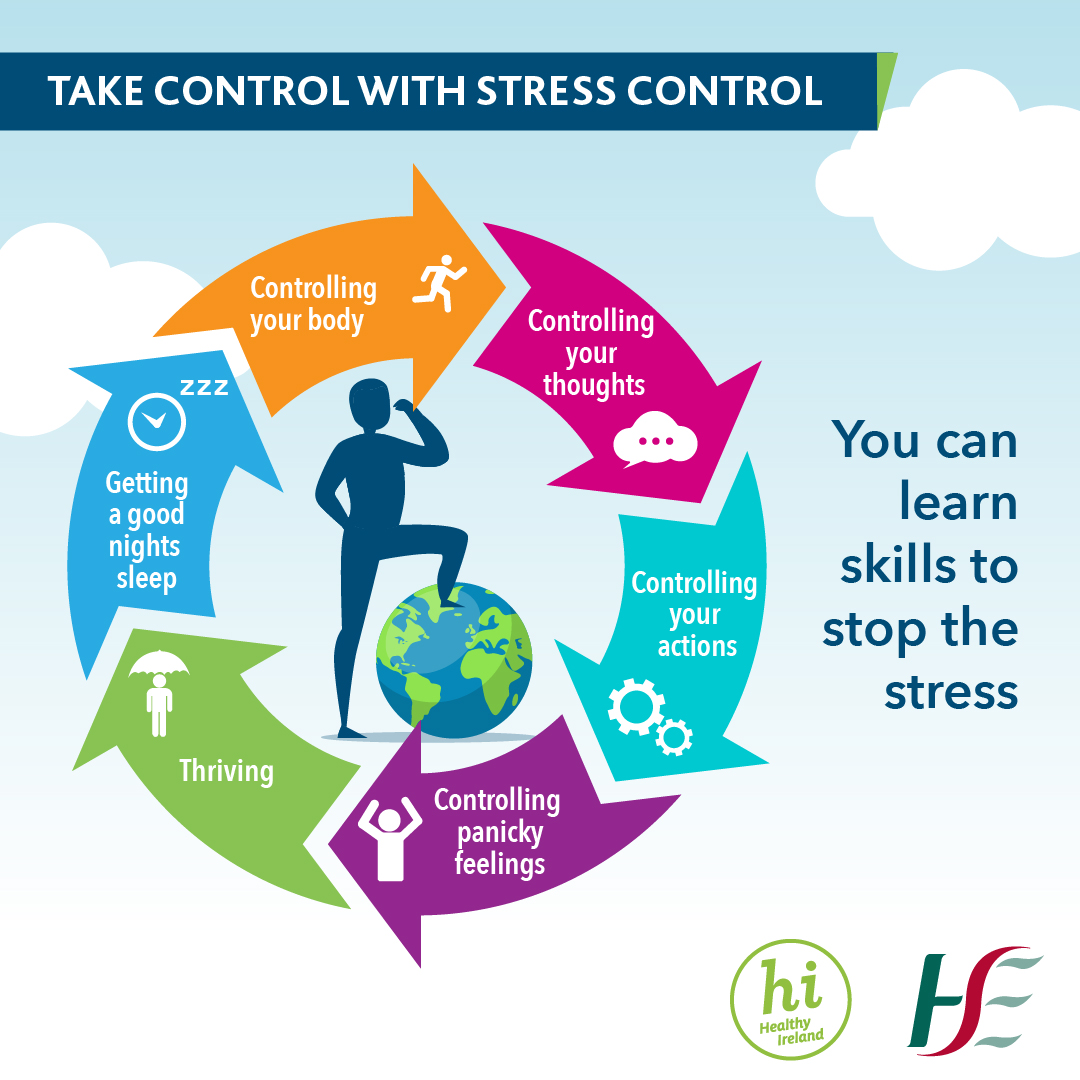 TAKE CONTROL WITH STRESS CONTROL
Controlling
your body
Controlling
your
thoughts
Controlling
your
actions
Controlling
panicky
feelings
Thriving
zzz
Getting
a good
nights
sleep
You can
learn
skills to
stop the
stress
hi
Healthy
Ireland
HSE